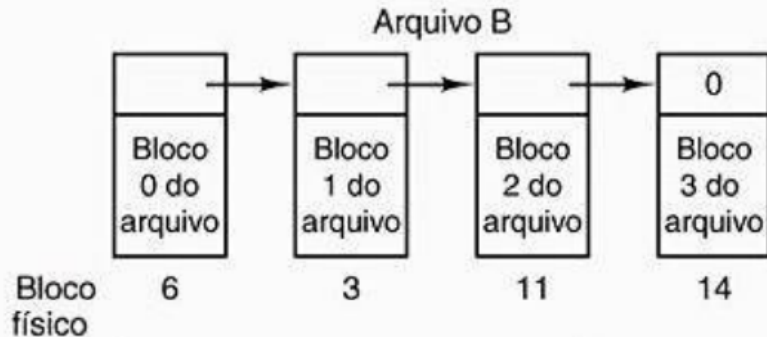 Arquivo B
0
Bloco Bloco Bloco Bloco
0 do 1 do 2 do 3 do
arquivo arquivo arquivo arquivo
Bloco 6 3 11 14
físico